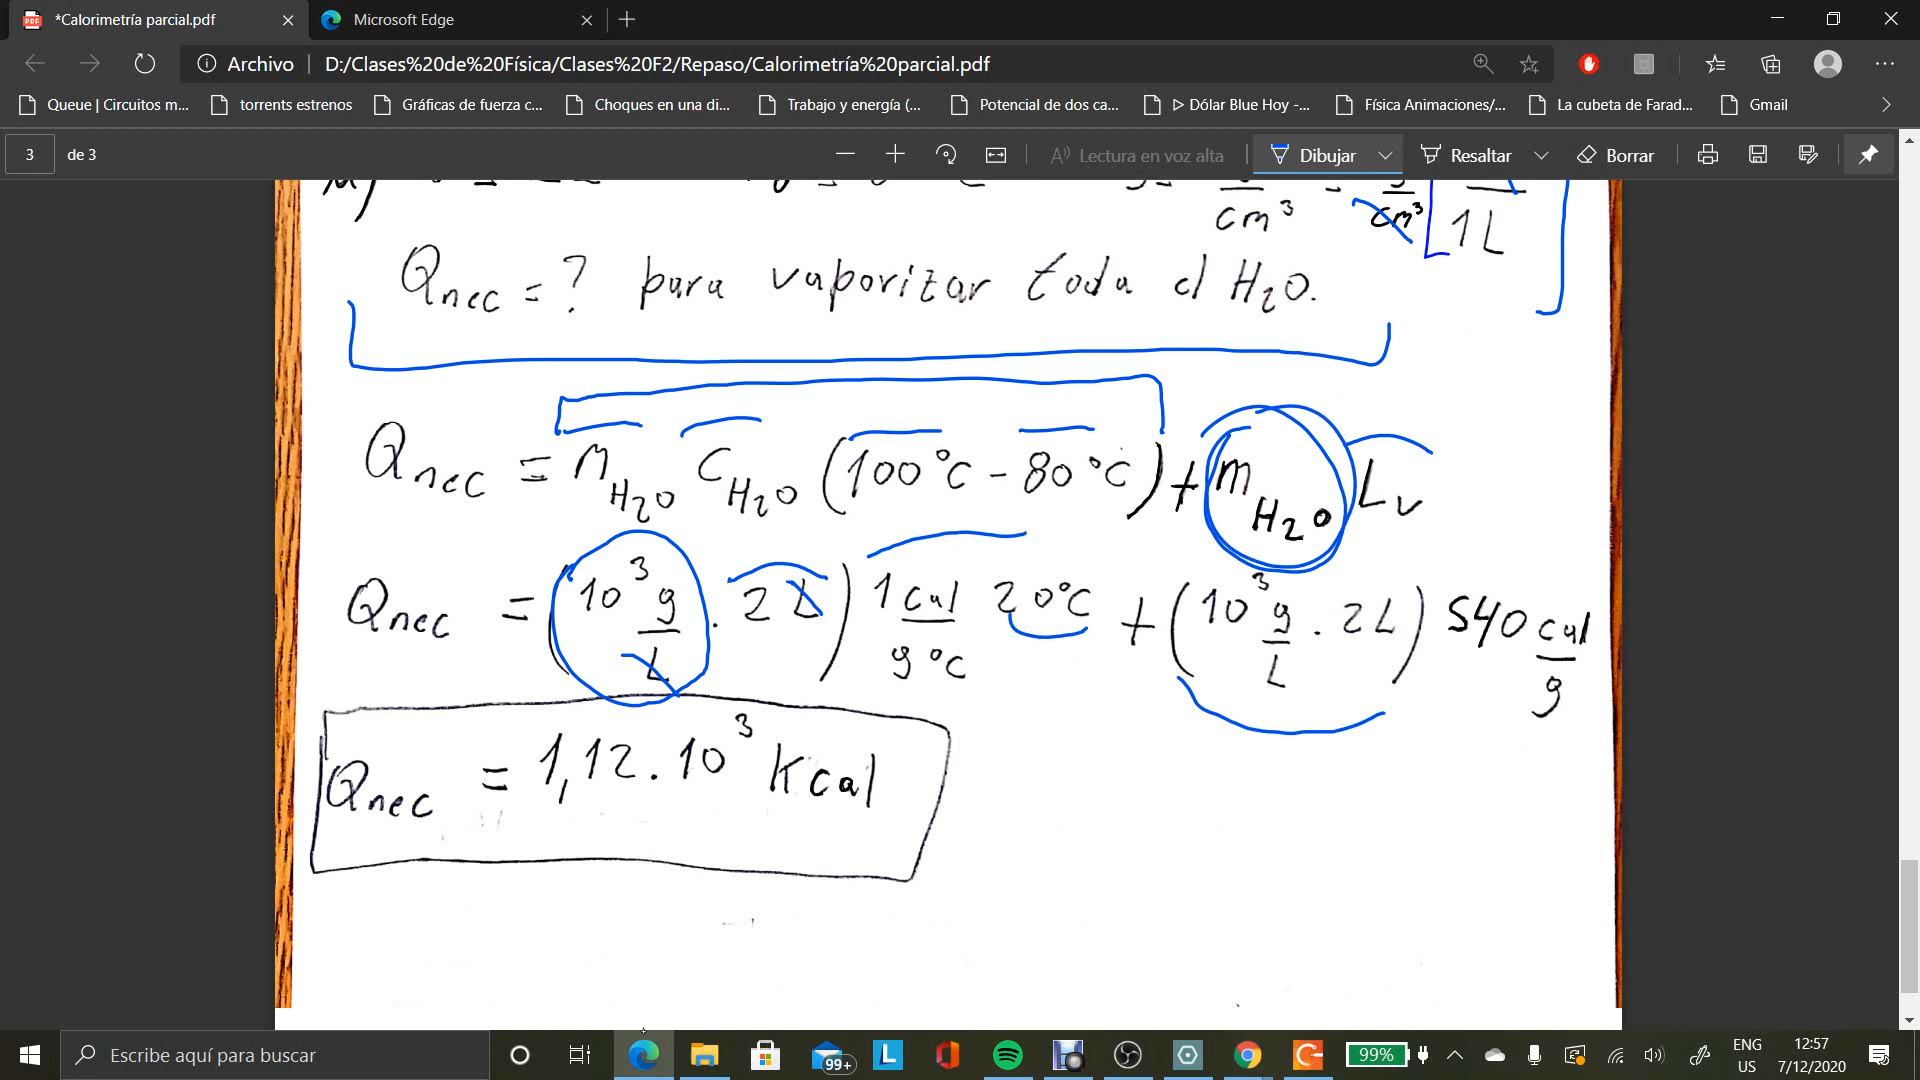 *Calorimetría parcial.pdf
Microsoft Edge
Archivo
D:/Clases%20de%20Física/Clases%20F2/Repaso/Calorimetría%20parcial.pdf
Queue | Circuitos m...
torrents estrenos
Gráficas de fuerza c...
Choques en una di...
Trabajo y energía (...
Potencial de dos ca...
▷ Dólar Blue Hoy -...
Física Animaciones/...
La cubeta de Farad...
Gmail
3 de 3
Lectura en voz alta
Dibujar
Resaltar
Borrar
cm³ cm³ 1L
Qnec = ? para vaporizar toda el H₂O.
Qnec = m H₂O C H₂O (100°C - 80°C) + m H₂O Lv
Qnec = (10³ g/L . 2L) 1 cal/g°C 20°C + (10³ g/L . 2L) 540 cal/g
Qnec = 1,12.10³ Kcal
Escribe aquí para buscar
99+
99%
ENG
US
12:57
7/12/2020